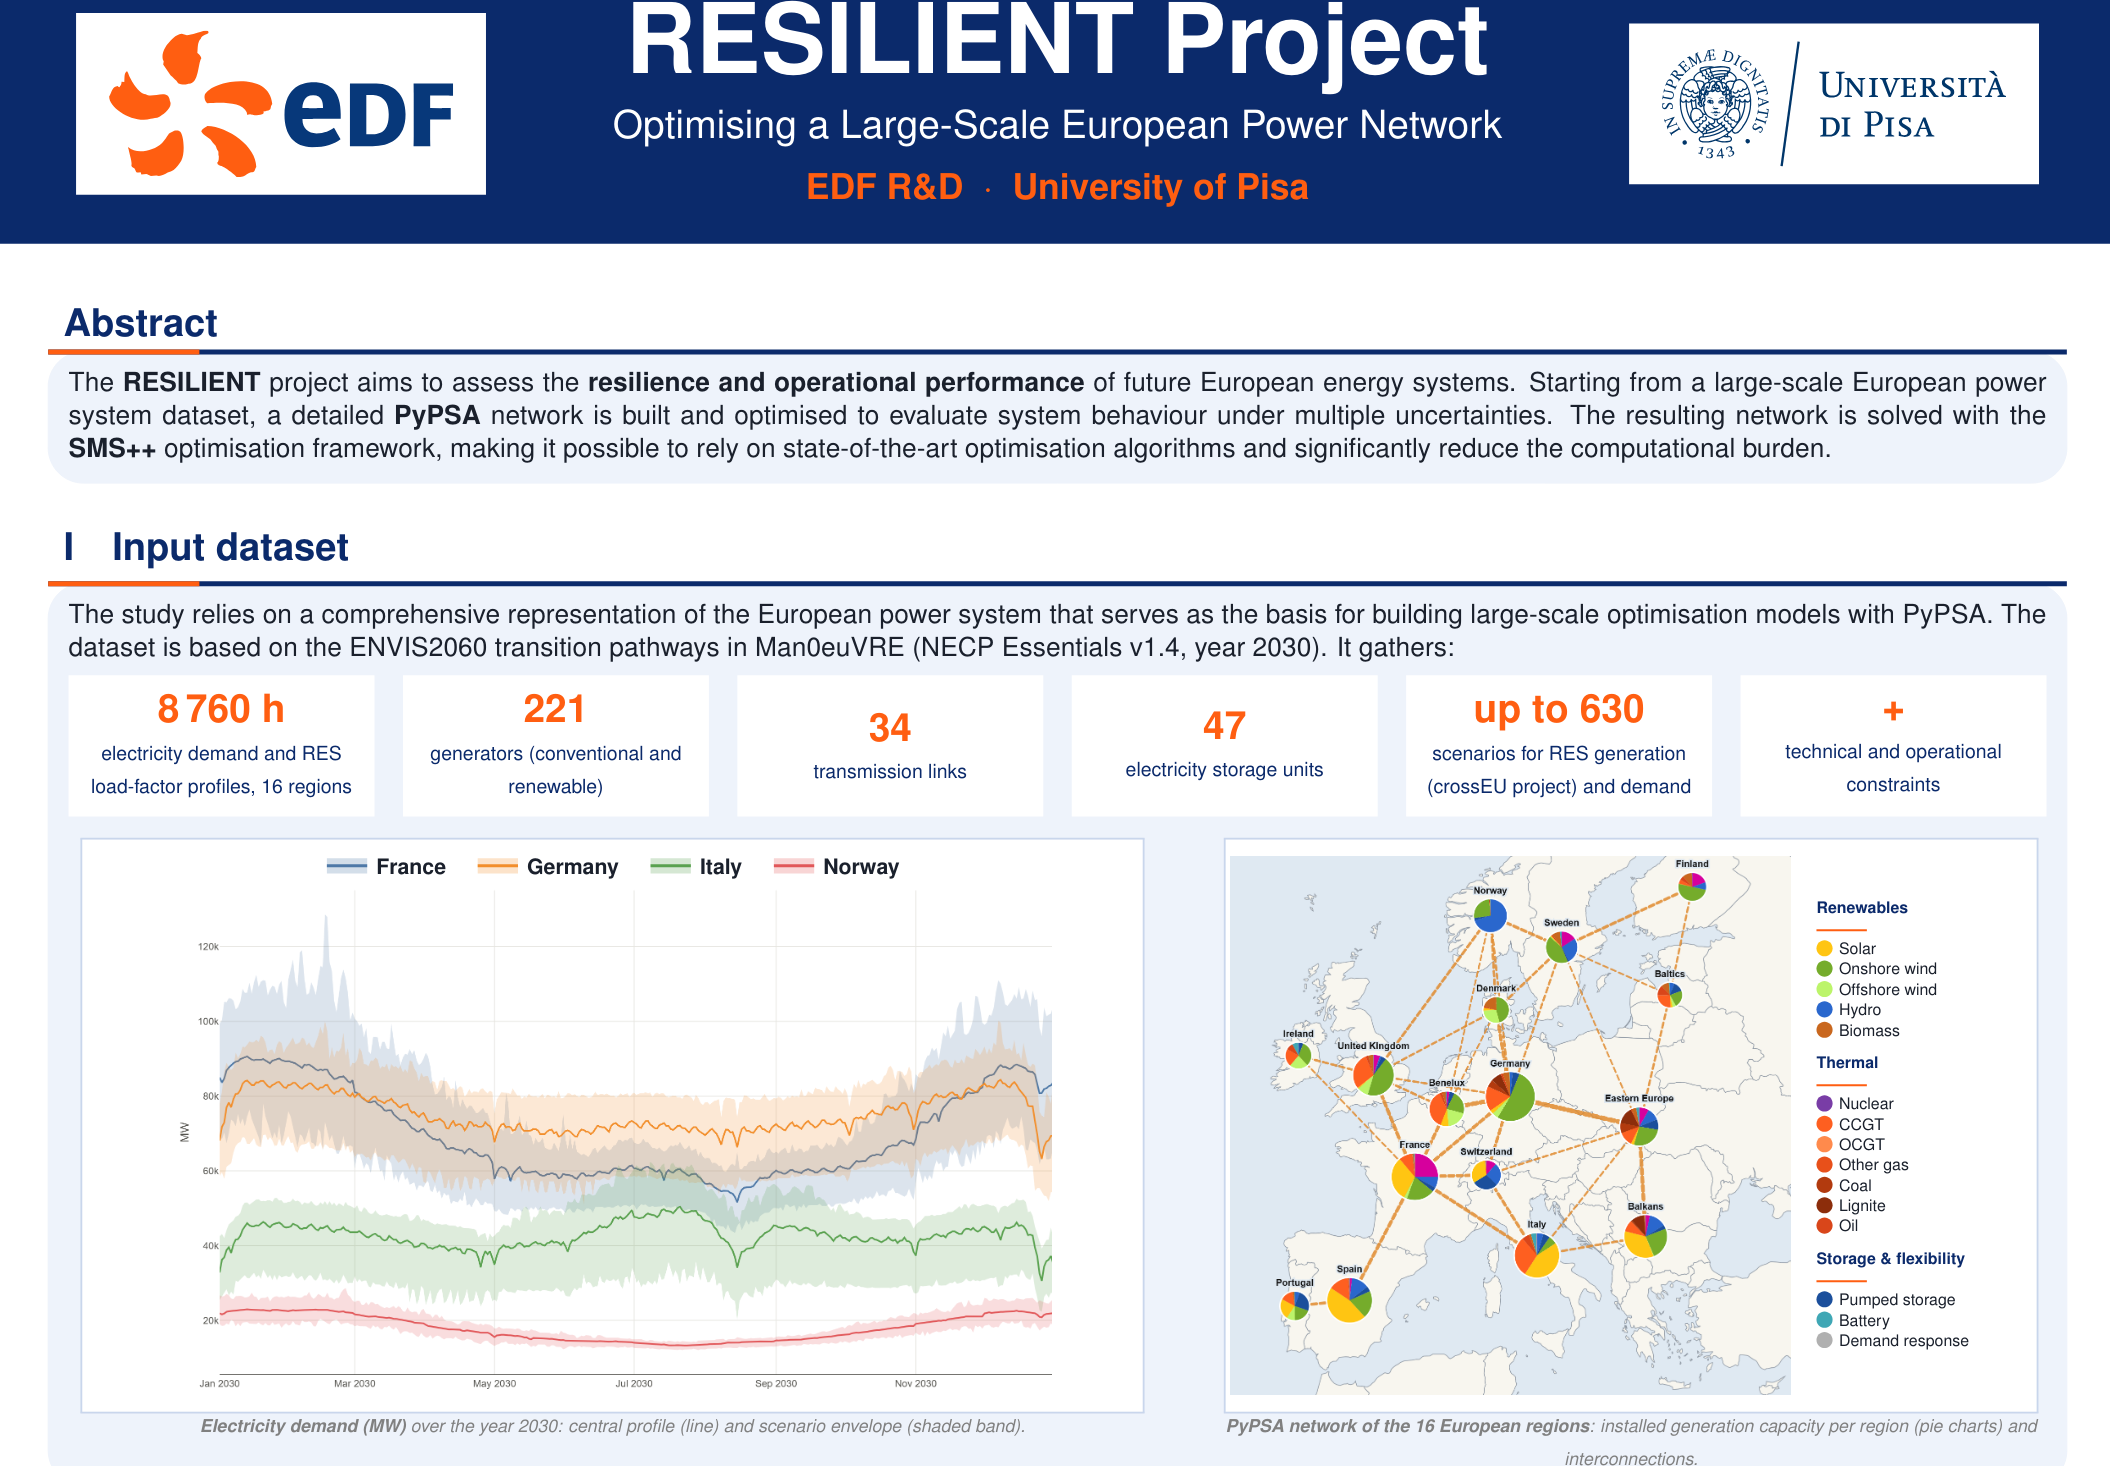 RESILIENT Project
eDF
IN SUPREMÆ DIGNITATIS
· 1343 ·
UNIVERSITÀ
DI PISA
Optimising a Large-Scale European Power Network
EDF R&D · University of Pisa
Abstract
The RESILIENT project aims to assess the resilience and operational performance of future European energy systems. Starting from a large-scale European power
system dataset, a detailed PyPSA network is built and optimised to evaluate system behaviour under multiple uncertainties. The resulting network is solved with the
SMS++ optimisation framework, making it possible to rely on state-of-the-art optimisation algorithms and significantly reduce the computational burden.
I Input dataset
The study relies on a comprehensive representation of the European power system that serves as the basis for building large-scale optimisation models with PyPSA. The
dataset is based on the ENVIS2060 transition pathways in Man0euVRE (NECP Essentials v1.4, year 2030). It gathers:
8 760 h
electricity demand and RES
load-factor profiles, 16 regions
221
generators (conventional and
renewable)
34
transmission links
47
electricity storage units
up to 630
scenarios for RES generation
(crossEU project) and demand
+
technical and operational
constraints
France Germany Italy Norway
120k
100k
80k
60k
40k
20k
MW
Jan 2030 Mar 2030 May 2030 Jul 2030 Sep 2030 Nov 2030
Electricity demand (MW) over the year 2030: central profile (line) and scenario envelope (shaded band).
Finland
Norway
Sweden
Baltics
Denmark
Ireland
United Kingdom
Germany
Benelux
Eastern Europe
France
Switzerland
Balkans
Italy
Spain
Portugal
Renewables
Solar
Onshore wind
Offshore wind
Hydro
Biomass
Thermal
Nuclear
CCGT
OCGT
Other gas
Coal
Lignite
Oil
Storage & flexibility
Pumped storage
Battery
Demand response
PyPSA network of the 16 European regions: installed generation capacity per region (pie charts) and
interconnections.